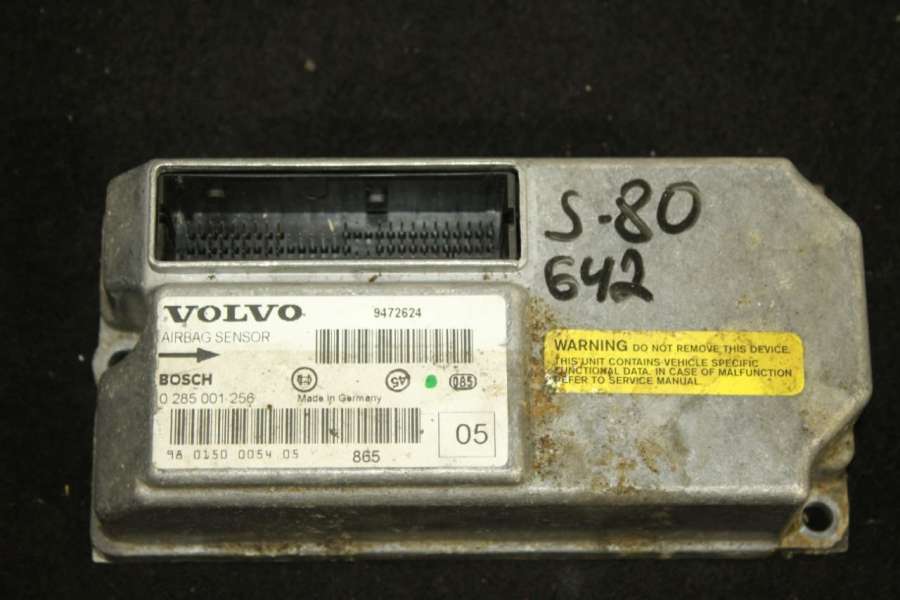 S-80
642
VOLVO 9472624
AIRBAG SENSOR
BOSCH
0 285 001 256 Made in Germany
A5
085
98 0150 0054 05 865
05
WARNING DO NOT REMOVE THIS DEVICE.
THIS UNIT CONTAINS VEHICLE SPECIFIC
FUNCTIONAL DATA. IN CASE OF MALFUNCTION
REFER TO SERVICE MANUAL